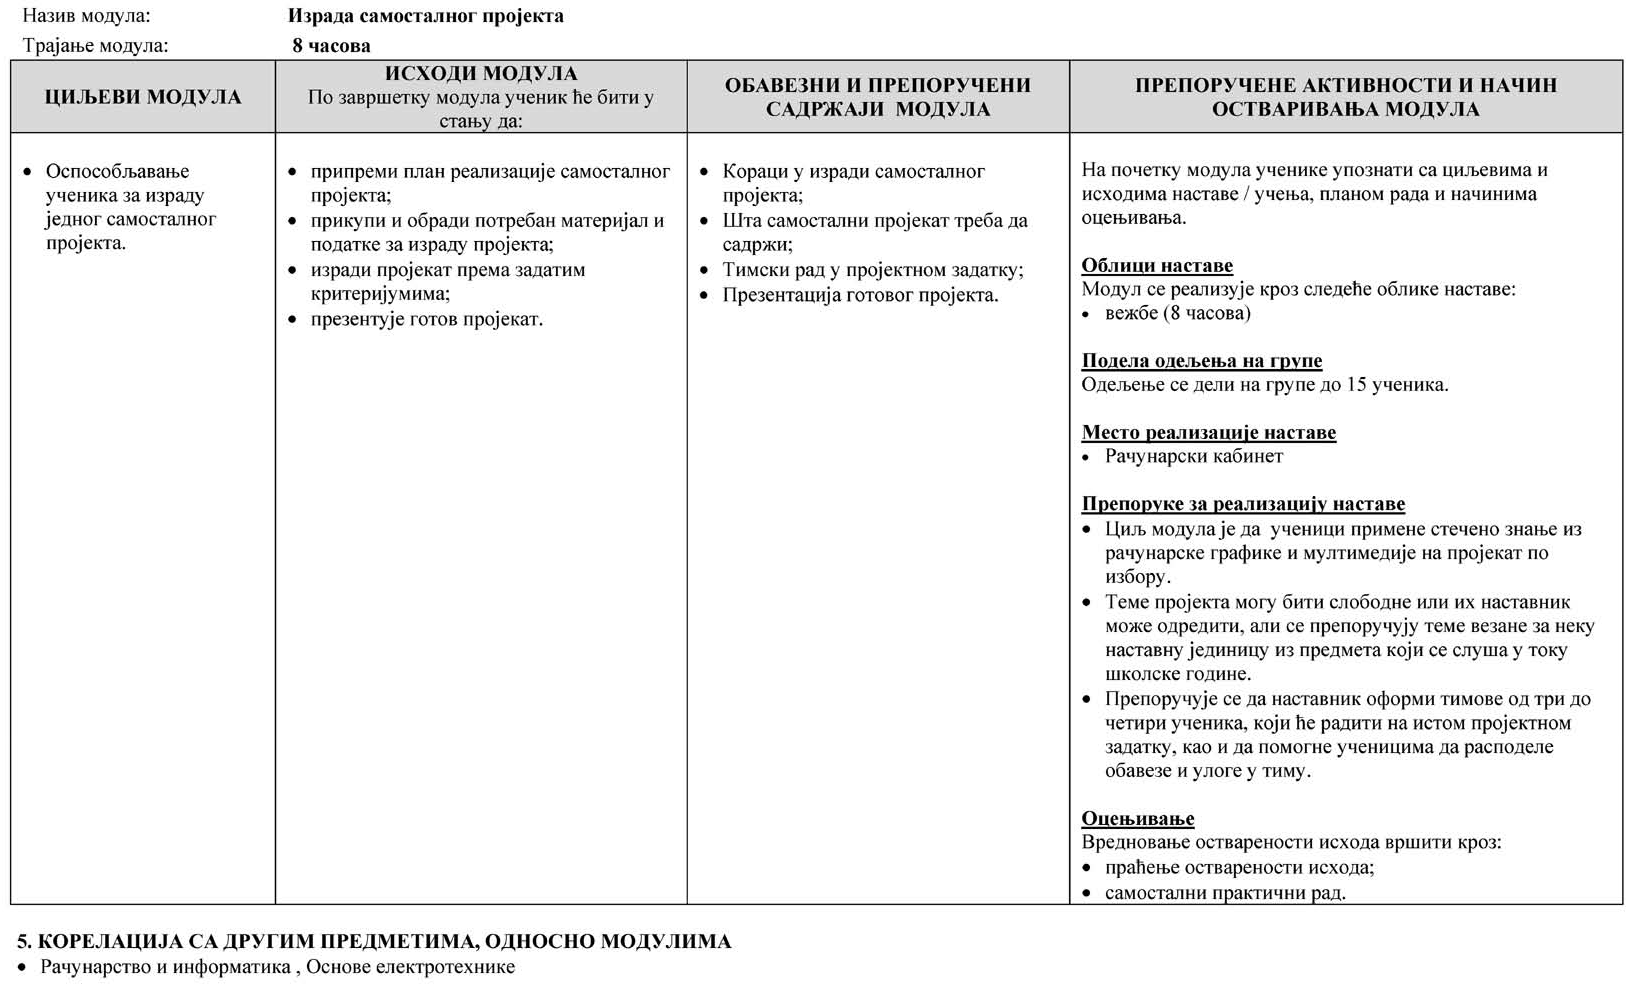 Назив модула: Израда самосталног пројекта
Трајање модула: 8 часова
ЦИЉЕВИ МОДУЛА
ИСХОДИ МОДУЛА
По завршетку модула ученик ће бити у
стању да:
ОБАВЕЗНИ И ПРЕПОРУЧЕНИ
САДРЖАЈИ МОДУЛА
ПРЕПОРУЧЕНЕ АКТИВНОСТИ И НАЧИН
ОСТВАРИВАЊА МОДУЛА
• Оспособљавање
ученика за израду
једног самосталног
пројекта.
• припреми план реализације самосталног
пројекта;
• прикупи и обради потребан материјал и
податке за израду пројекта;
• изради пројекат према задатим
критеријумима;
• презентује готов пројекат.
• Кораци у изради самосталног
пројекта;
• Шта самостални пројекат треба да
садржи;
• Тимски рад у пројектном задатку;
• Презентација готовог пројекта.
На почетку модула ученике упознати са циљевима и
исходима наставе / учења, планом рада и начинима
оцењивања.
Облици наставе
Модул се реализује кроз следеће облике наставе:
• вежбе (8 часова)
Подела одељења на групе
Одељење се дели на групе до 15 ученика.
Место реализације наставе
• Рачунарски кабинет
Препоруке за реализацију наставе
• Циљ модула је да ученици примене стечено знање из
рачунарске графике и мултимедије на пројекат по
избору.
• Теме пројекта могу бити слободне или их наставник
може одредити, али се препоручују теме везане за неку
наставну јединицу из предмета који се слуша у току
школске године.
• Препоручује се да наставник оформи тимове од три до
четири ученика, који ће радити на истом пројектном
задатку, као и да помогне ученицима да расподеле
обавезе и улоге у тиму.
Оцењивање
Вредновање остварености исхода вршити кроз:
• праћење остварености исхода;
• самостални практични рад.
5. КОРЕЛАЦИЈА СА ДРУГИМ ПРЕДМЕТИМА, ОДНОСНО МОДУЛИМА
• Рачунарство и информатика , Основе електротехнике